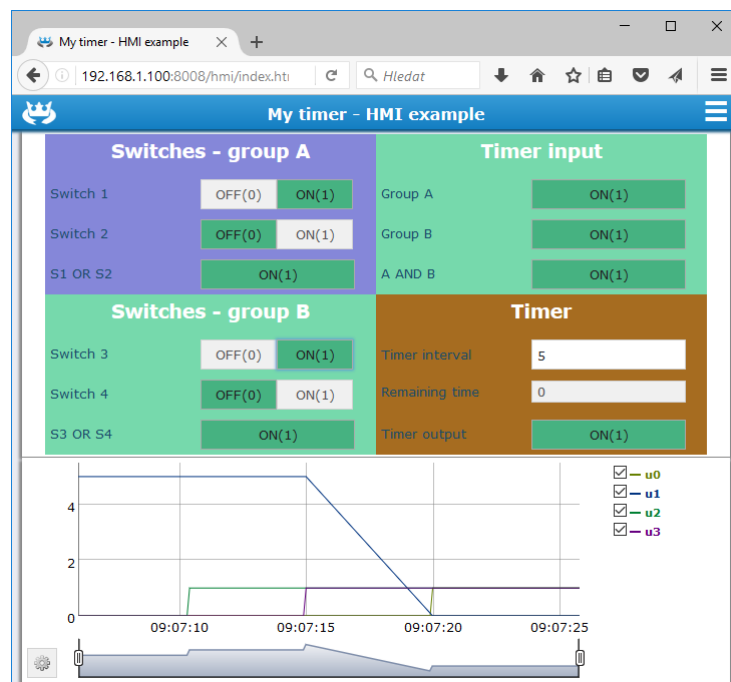 My timer - HMI example
192.168.1.100:8008/hmi/index.ht
Hledat
My timer - HMI example
Switches - group A
Switch 1 OFF(0) ON(1)
Switch 2 OFF(0) ON(1)
S1 OR S2 ON(1)
Timer input
Group A ON(1)
Group B ON(1)
A AND B ON(1)
Switches - group B
Switch 3 OFF(0) ON(1)
Switch 4 OFF(0) ON(1)
S3 OR S4 ON(1)
Timer
Timer interval 5
Remaining time 0
Timer output ON(1)
4
2
0
09:07:10 09:07:15 09:07:20 09:07:25
u0
u1
u2
u3